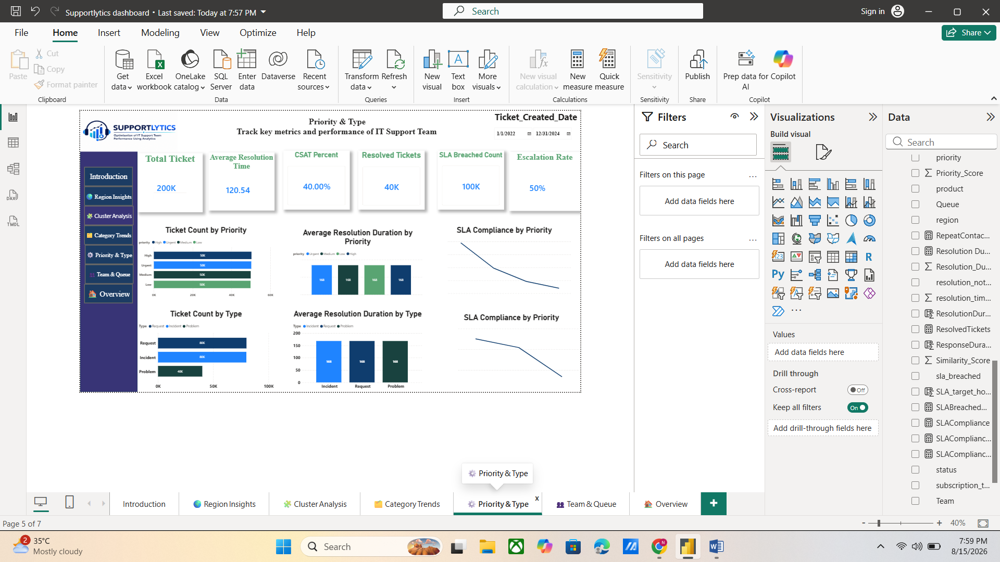 Supportlytics dashboard • Last saved: Today at 7:57 PM
Search
Sign in
File
Home
Insert
Modeling
View
Optimize
Help
Share
Paste
Cut
Copy
Format painter
Clipboard
Get data
Excel workbook
OneLake catalog
SQL Server
Enter data
Dataverse
Recent sources
Data
Transform data
Refresh
Queries
New visual
Text box
More visuals
Insert
New visual calculation
New measure
Quick measure
Calculations
Sensitivity
Sensitivity
Publish
Share
Prep data for AI
Copilot
Copilot
SUPPORTLYTICS
Optimization of IT Support Team
Performance Using Analytics
Priority & Type
Track key metrics and performance of IT Support Team
Ticket_Created_Date
1/1/2022
12/31/2024
Introduction
Region Insights
Cluster Analysis
Category Trends
Priority & Type
Team & Queue
Overview
Total Ticket
200K
Average Resolution Time
120.54
CSAT Percent
40.00%
Resolved Tickets
40K
SLA Breached Count
100K
Escalation Rate
50%
Ticket Count by Priority
priority High Urgent Medium Low
High 50K
Urgent 50K
Medium 50K
Low 50K
0K 20K 40K 60K
Average Resolution Duration by Priority
priority Urgent Medium Low High
168 168 168 168
SLA Compliance by Priority
Ticket Count by Type
Type Request Incident Problem
Request 80K
Incident 80K
Problem 40K
0K 50K 100K
Average Resolution Duration by Type
Type Incident Request Problem
200
150
100
50
0
168 168 168
Incident Request Problem
SLA Compliance by Priority
Filters
Search
Filters on this page
...
Add data fields here
Filters on all pages
...
Add data fields here
Visualizations
Build visual
123
R
Py
...
Values
Add data fields here
Drill through
Cross-report
Off
Keep all filters
On
Add drill-through fields here
Data
Search
priority
Priority_Score
product
Queue
region
RepeatContac...
Resolution Du...
Resolution_Du...
resolution_not...
resolution_tim...
ResolutionDur...
ResolvedTickets
ResponseDura...
Similarity_Score
sla_breached
SLA_target_ho...
SLABreached...
SLACompliance
SLAComplianc...
SLAComplianc...
status
subscription_t...
Team
DAX
TMDL
Priority & Type
Introduction
Region Insights
Cluster Analysis
Category Trends
Priority & Type
x
Team & Queue
Overview
+
Page 5 of 7
- + 40%
2
35°C
Mostly cloudy
Search
N
7:59 PM
8/15/2026